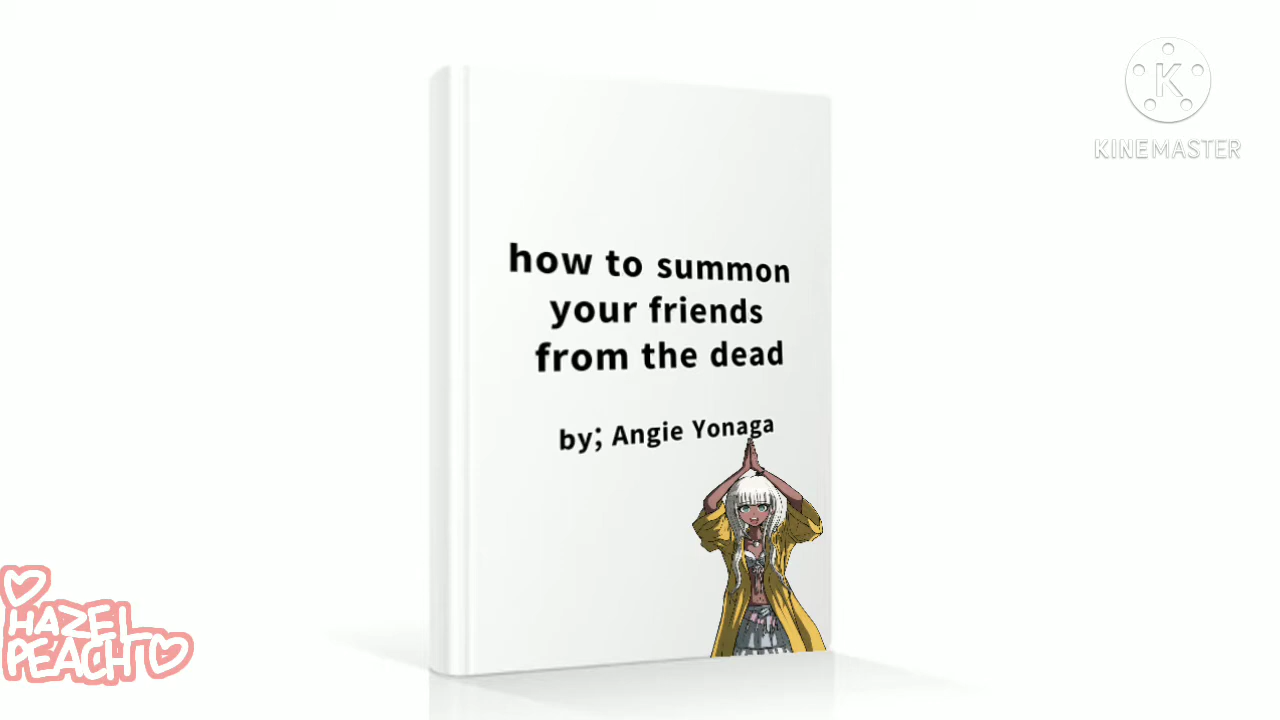 K
KINEMASTER
how to summon
your friends
from the dead
by; Angie Yonaga
HAZEL
PEACH